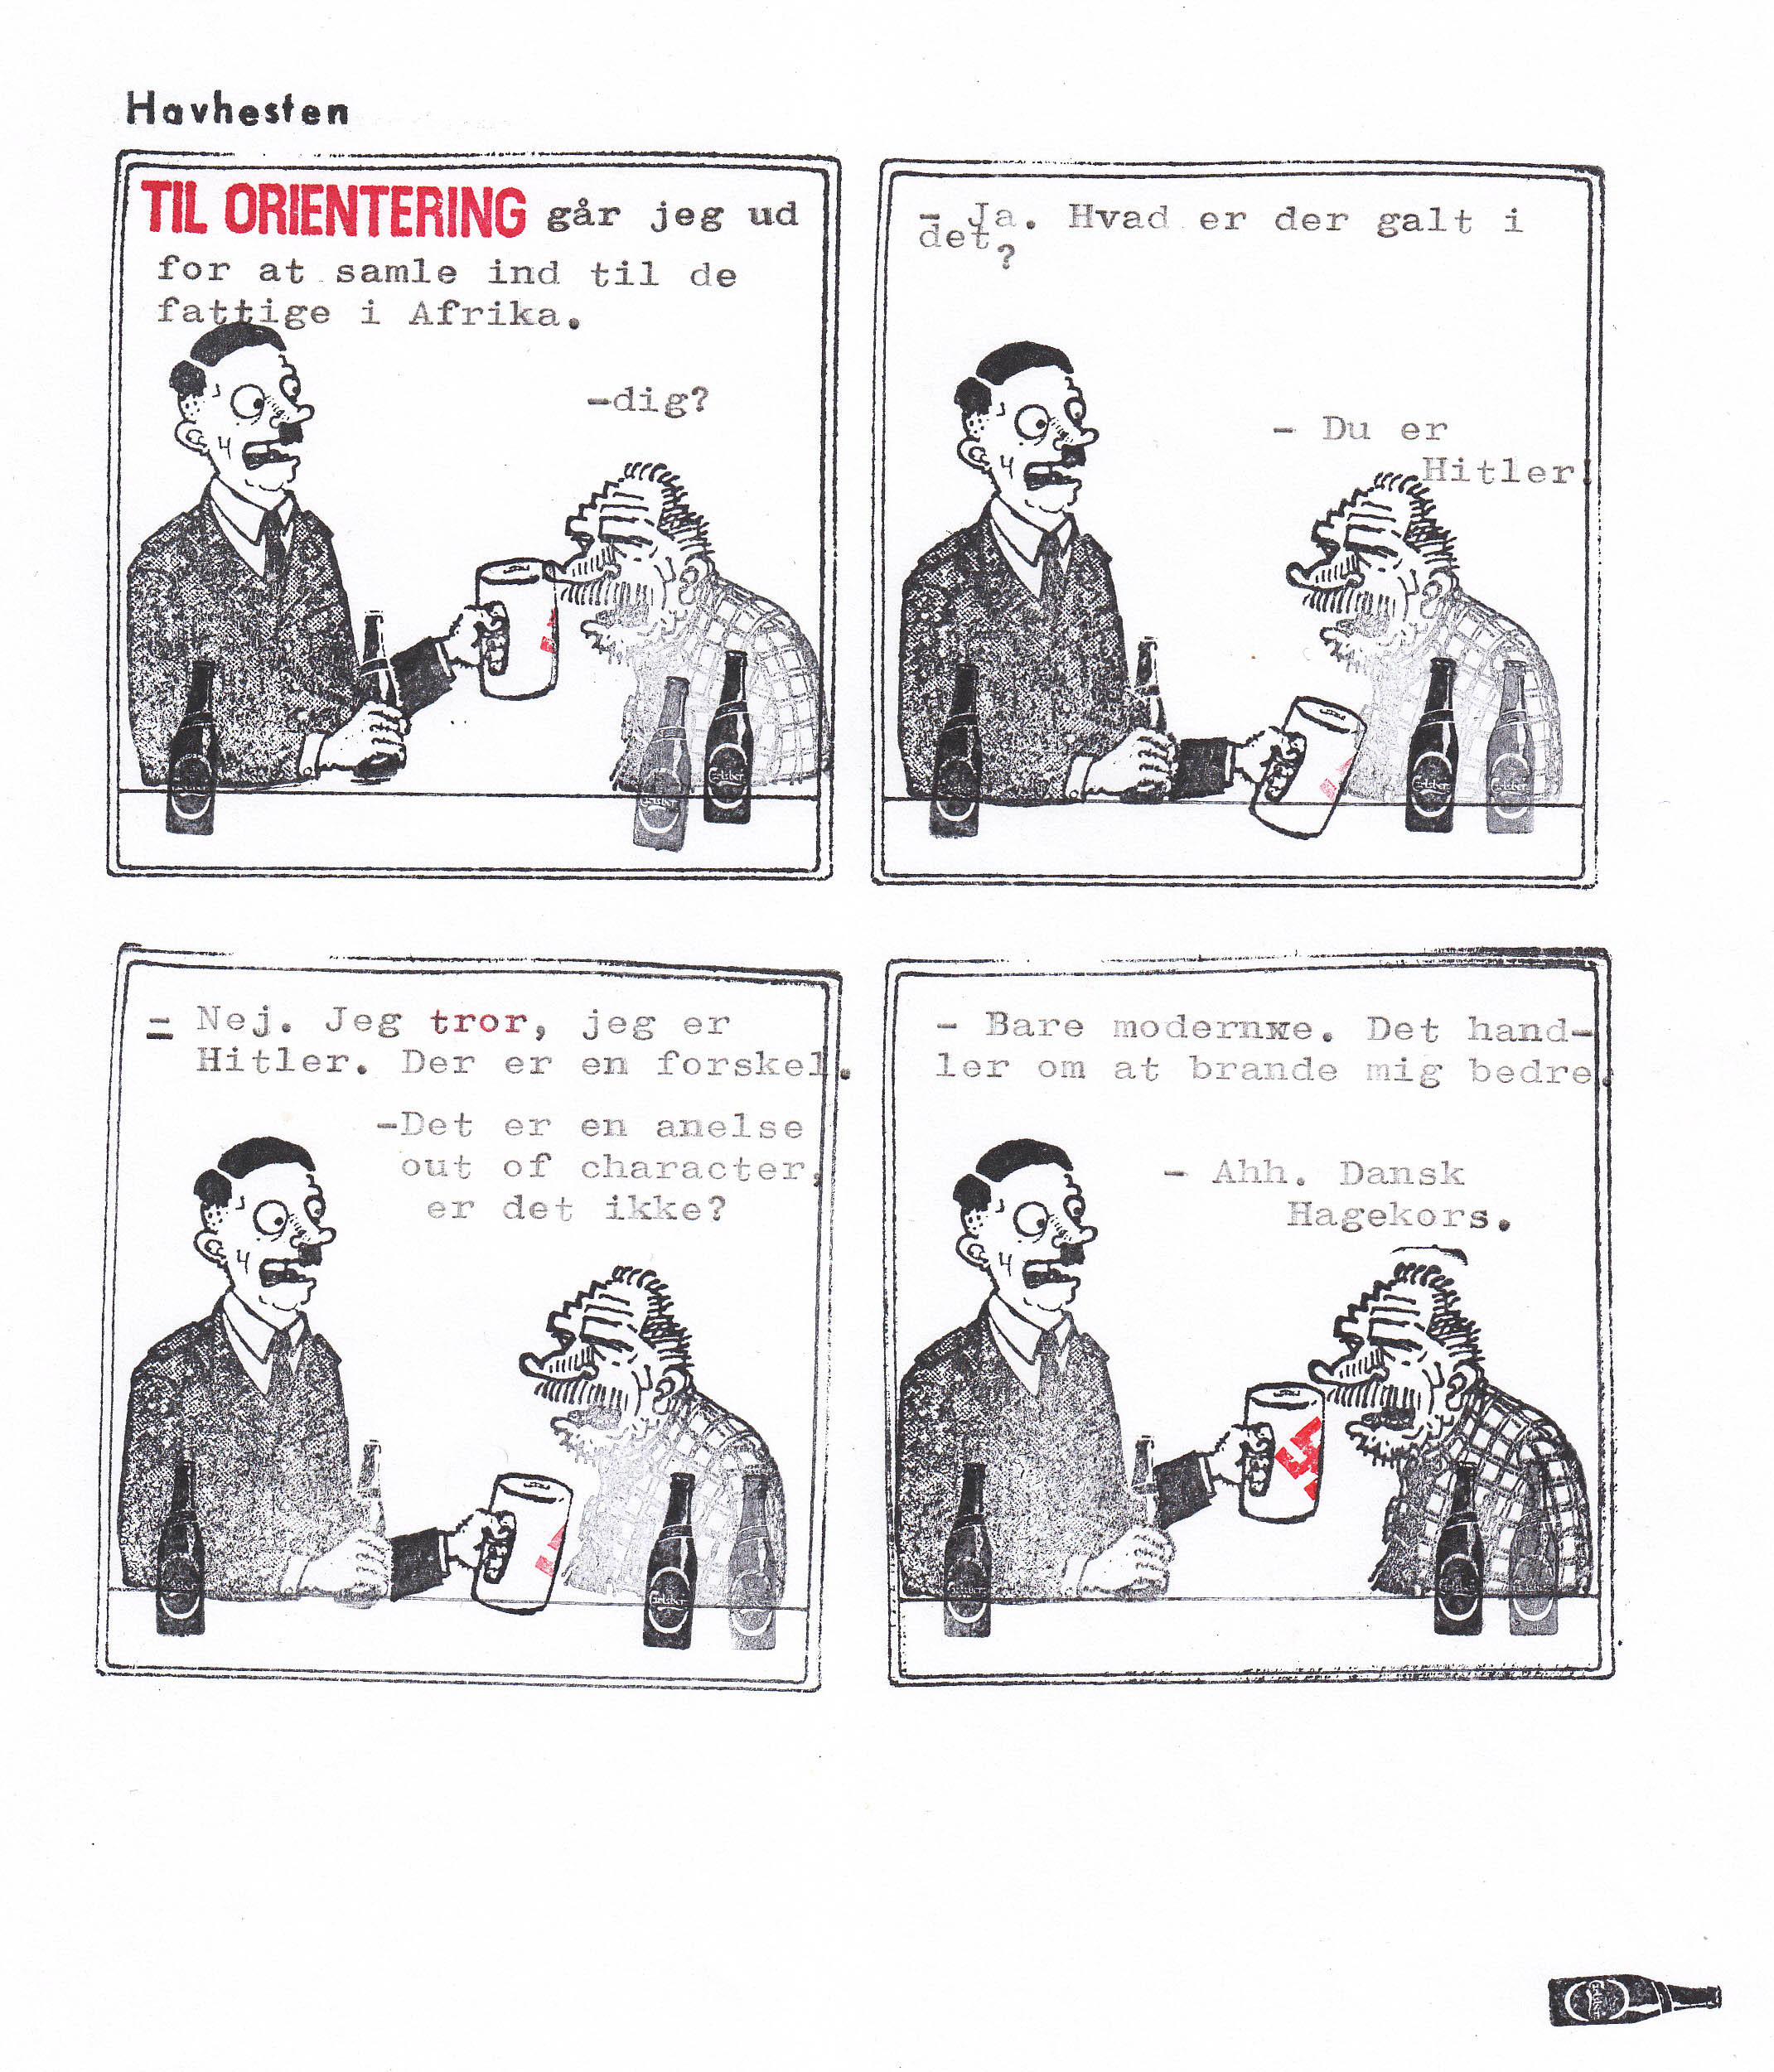 Havhesten
TIL ORIENTERING går jeg ud
for at samle ind til de
fattige i Afrika.
-dig?
- Ja. Hvad er der galt i
det?
- Du er
Hitler!
- Nej. Jeg tror, jeg er
Hitler. Der er en forskel.
-Det er en anelse
out of character,
er det ikke?
- Bare modernxe. Det hand-
ler om at brande mig bedre.
- Ahh. Dansk
Hagekors.